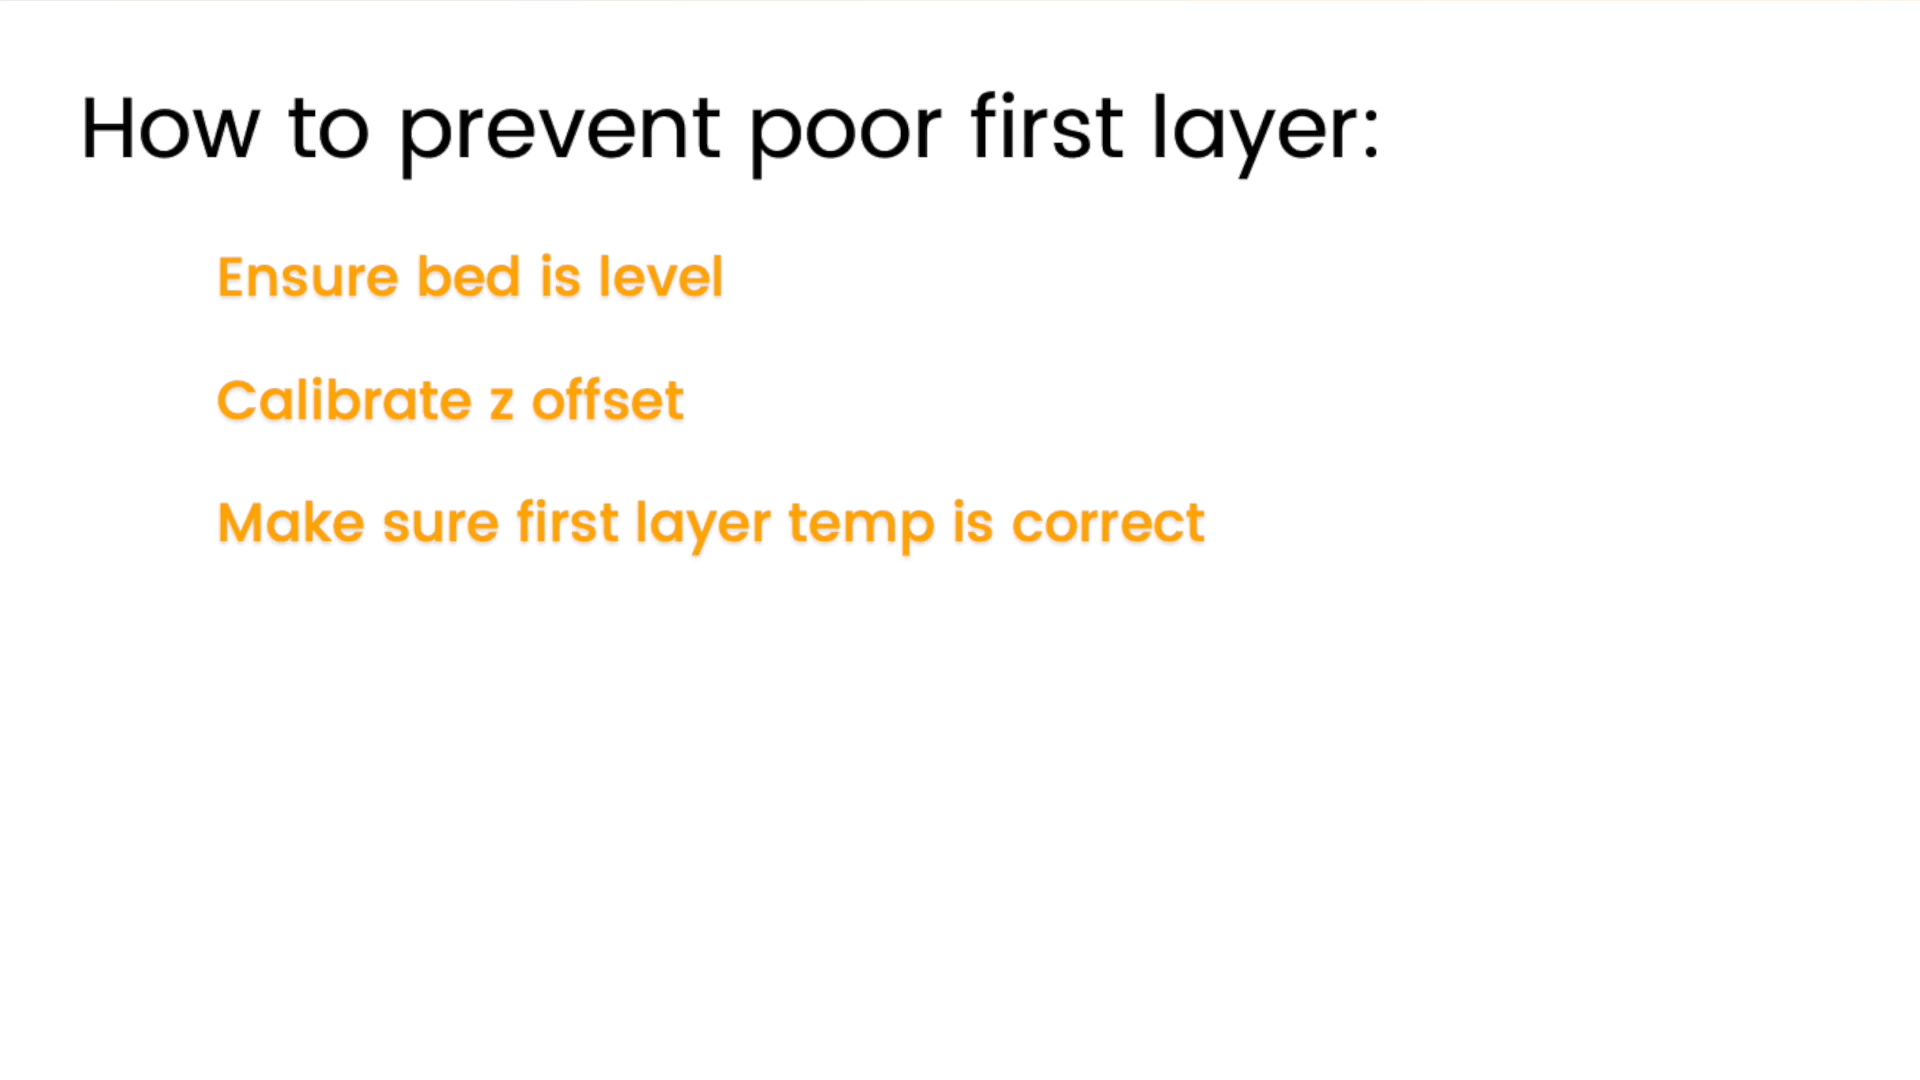 How to prevent poor first layer:
Ensure bed is level
Calibrate z offset
Make sure first layer temp is correct